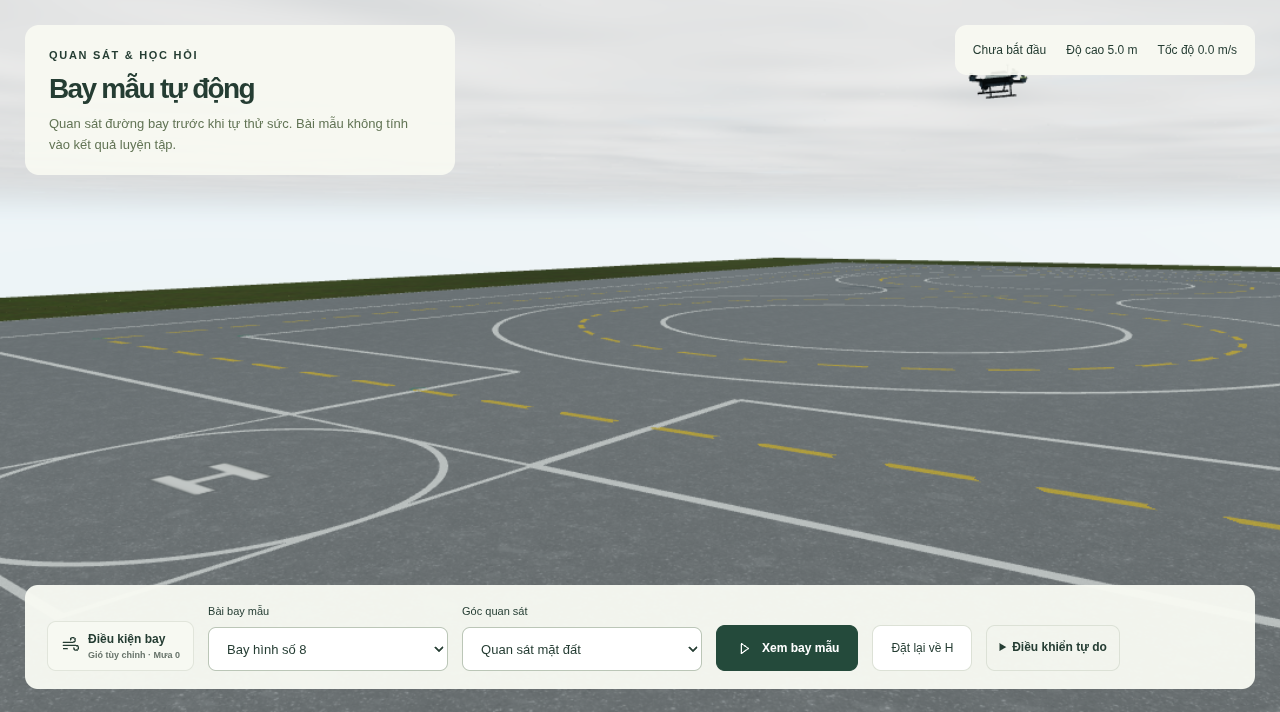 QUAN SÁT & HỌC HỎI
Bay mẫu tự động
Quan sát đường bay trước khi tự thử sức. Bài mẫu không tính
vào kết quả luyện tập.
Chưa bắt đầu Độ cao 5.0 m Tốc độ 0.0 m/s
H
Điều kiện bay
Gió tùy chỉnh · Mưa 0
Bài bay mẫu
Bay hình số 8
Góc quan sát
Quan sát mặt đất
Xem bay mẫu
Đặt lại về H
Điều khiển tự do